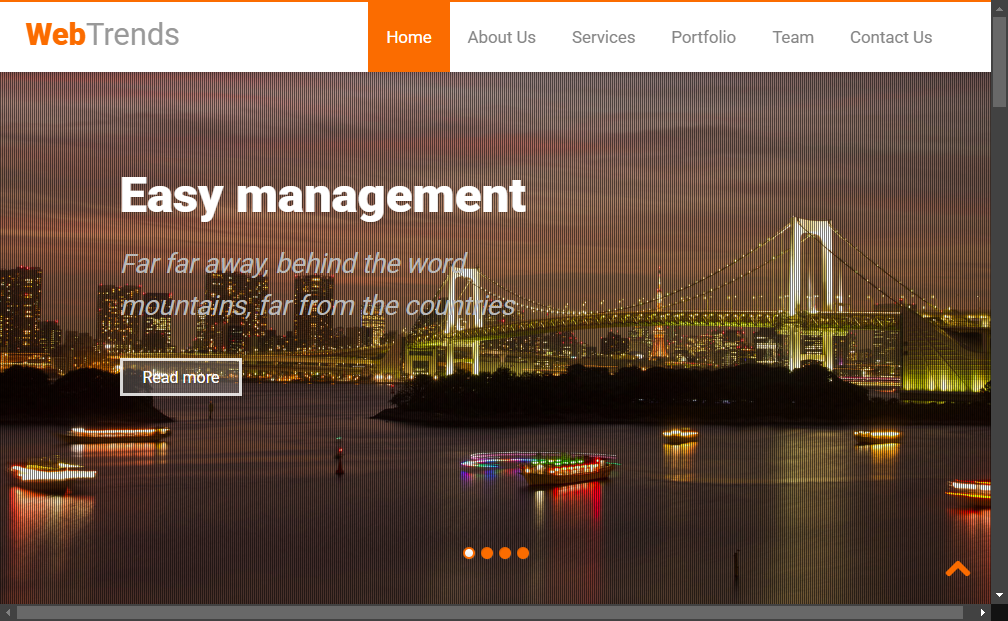 WebTrends
Home
About Us
Services
Portfolio
Team
Contact Us
Easy management
Far far away, behind the word
mountains, far from the countries
Read more